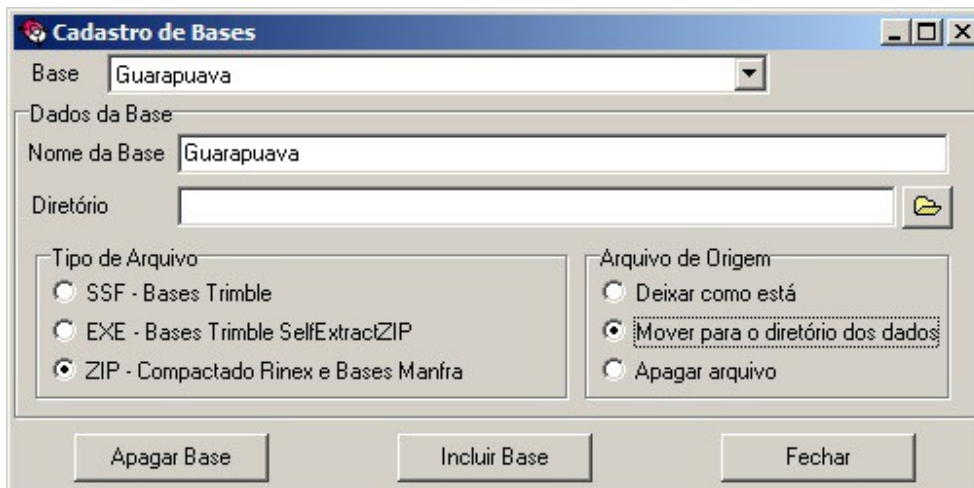 Cadastro de Bases
Base Guarapuava
Dados da Base
Nome da Base Guarapuava
Diretório
Tipo de Arquivo
SSF - Bases Trimble
EXE - Bases Trimble SelfExtractZIP
ZIP - Compactado Rinex e Bases Manfra
Arquivo de Origem
Deixar como está
Mover para o diretório dos dados
Apagar arquivo
Apagar Base Incluir Base Fechar